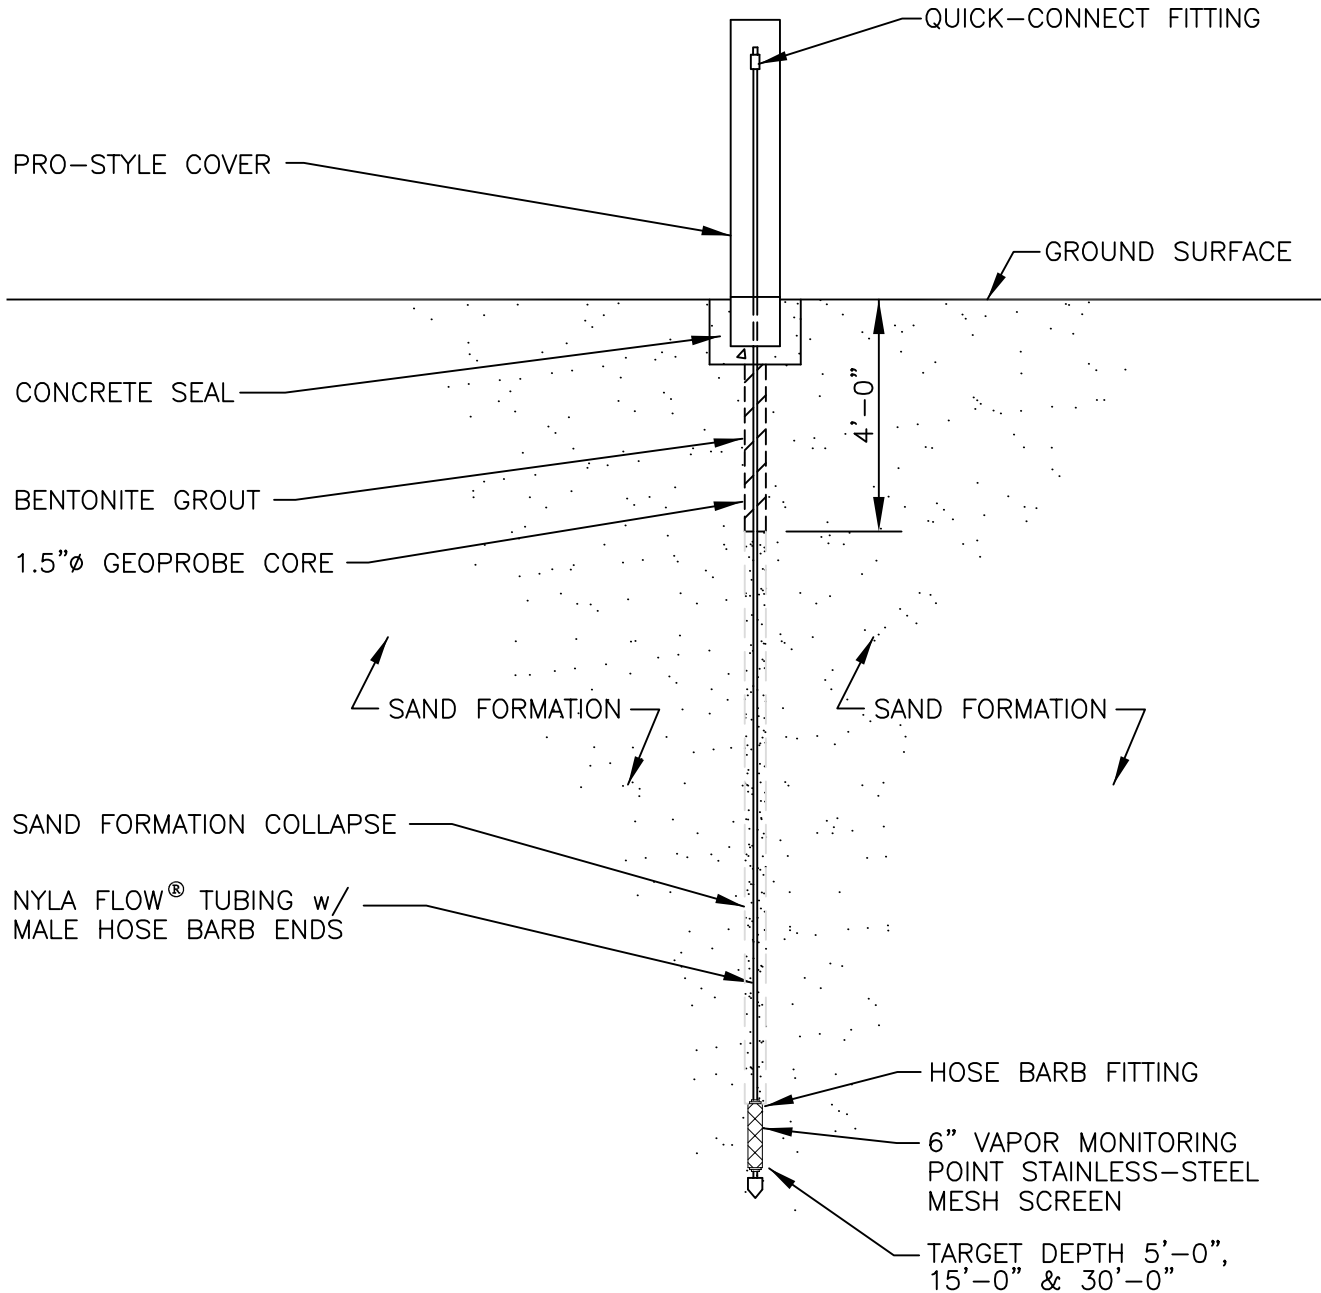 QUICK-CONNECT FITTING
PRO-STYLE COVER
GROUND SURFACE
CONCRETE SEAL
4'-0"
BENTONITE GROUT
1.5"ø GEOPROBE CORE
SAND FORMATION
SAND FORMATION
SAND FORMATION COLLAPSE
NYLA FLOW® TUBING w/
MALE HOSE BARB ENDS
HOSE BARB FITTING
6" VAPOR MONITORING
POINT STAINLESS-STEEL
MESH SCREEN
TARGET DEPTH 5'-0",
15'-0" & 30'-0"